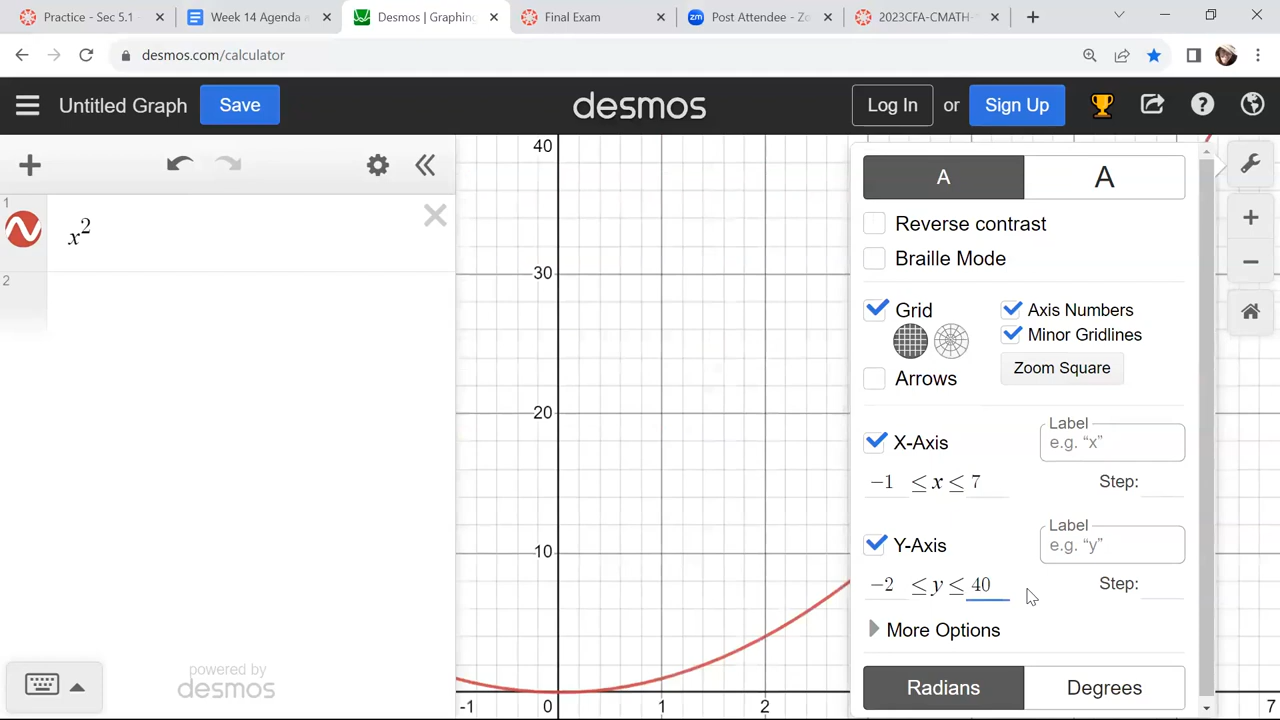 Practice - Sec 5.1 -
Week 14 Agenda
Desmos | Graphing
Final Exam
Post Attendee - Zo
2023CFA-CMATH-
desmos.com/calculator
Untitled Graph
Save
desmos
Log In
or
Sign Up
A
A
Reverse contrast
Braille Mode
Grid
Axis Numbers
Minor Gridlines
Arrows
Zoom Square
X-Axis
Label
e.g. “x”
−1 ≤ x ≤ 7
Step:
Y-Axis
Label
e.g. “y”
−2 ≤ y ≤ 40
Step:
More Options
Radians
Degrees
1
x²
2
40
30
20
10
-1
0
1
2
7
powered by
desmos